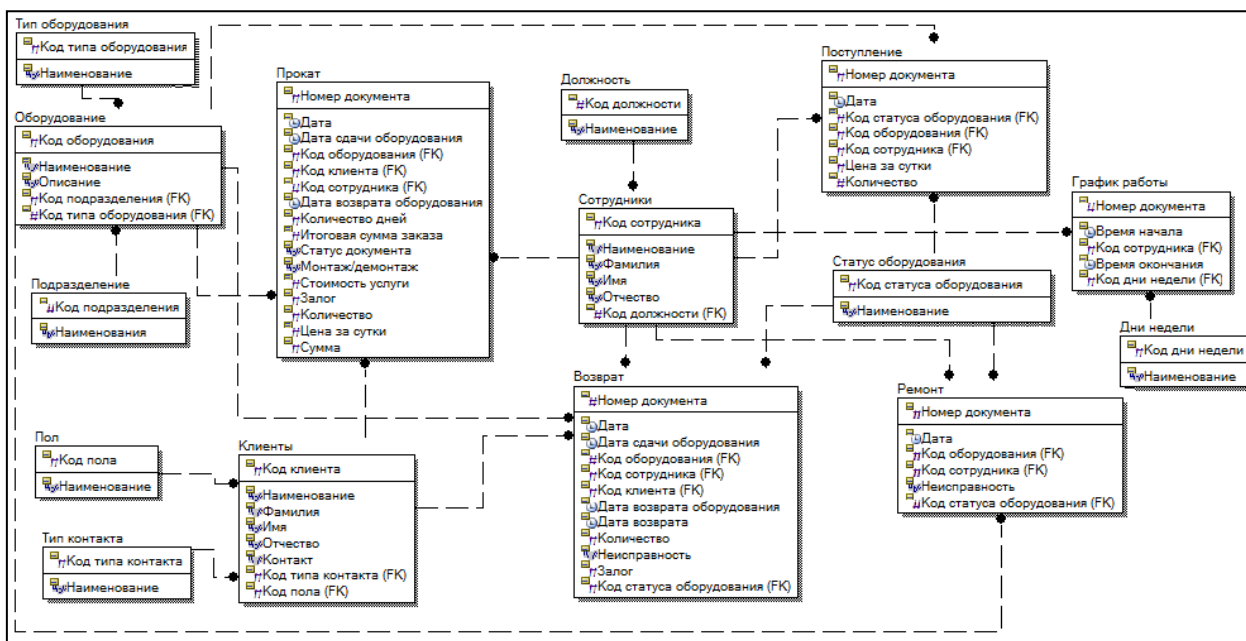 Тип оборудования
Код типа оборудования
Наименование
Оборудование
Код оборудования
Наименование
Описание
Код подразделения (FK)
Код типа оборудования (FK)
Подразделение
Код подразделения
Наименования
Прокат
Номер документа
Дата
Дата сдачи оборудования
Код оборудования (FK)
Код клиента (FK)
Код сотрудника (FK)
Дата возврата оборудования
Количество дней
Итоговая сумма заказа
Статус документа
Монтаж/демонтаж
Стоимость услуги
Залог
Количество
Цена за сутки
Сумма
Должность
Код должности
Наименование
Сотрудники
Код сотрудника
Наименование
Фамилия
Имя
Отчество
Код должности (FK)
Поступление
Номер документа
Дата
Код статуса оборудования (FK)
Код оборудования (FK)
Код сотрудника (FK)
Цена за сутки
Количество
График работы
Номер документа
Время начала
Код сотрудника (FK)
Время окончания
Код дни недели (FK)
Статус оборудования
Код статуса оборудования
Наименование
Дни недели
Код дни недели
Наименование
Возврат
Номер документа
Дата
Дата сдачи оборудования
Код оборудования (FK)
Код сотрудника (FK)
Код клиента (FK)
Дата возврата оборудования
Дата возврата
Количество
Неисправность
Залог
Код статуса оборудования (FK)
Ремонт
Номер документа
Дата
Код оборудования (FK)
Код сотрудника (FK)
Неисправность
Код статуса оборудования (FK)
Пол
Код пола
Наименование
Клиенты
Код клиента
Наименование
Фамилия
Имя
Отчество
Контакт
Код типа контакта (FK)
Код пола (FK)
Тип контакта
Код типа контакта
Наименование